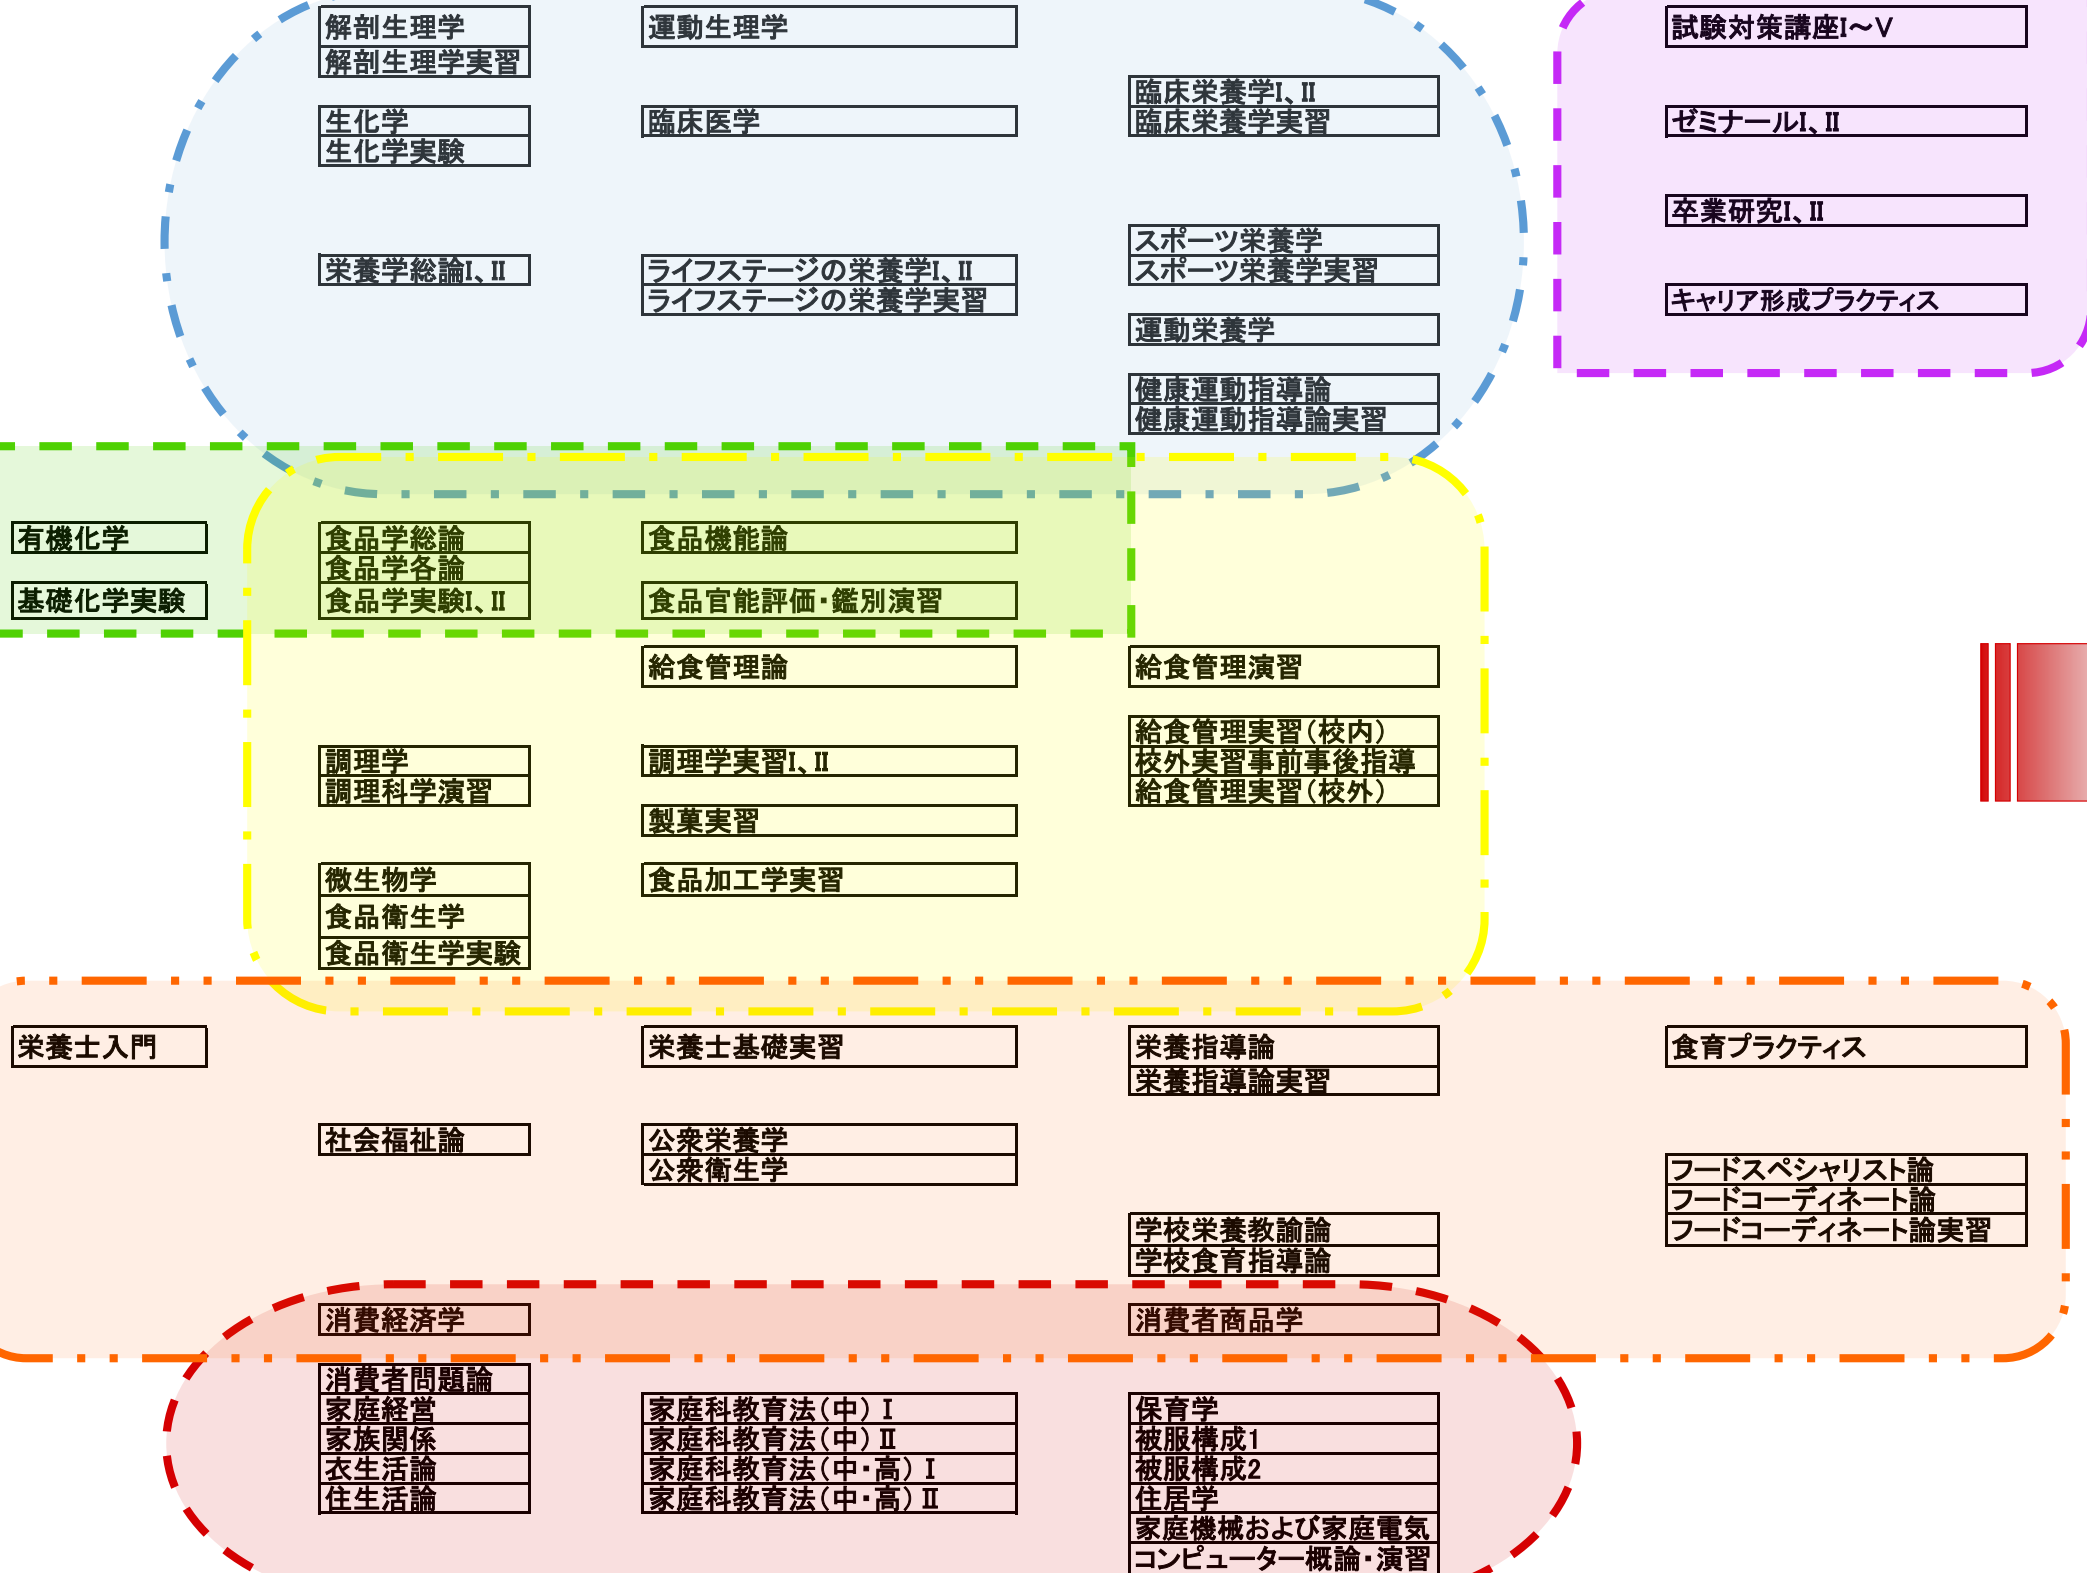 解剖生理学
運動生理学
試験対策講座I～V
解剖生理学実習
臨床栄養学I、II
生化学
臨床医学
臨床栄養学実習
ゼミナールI、II
生化学実験
卒業研究I、II
スポーツ栄養学
栄養学総論I、II
ライフステージの栄養学I、II
スポーツ栄養学実習
ライフステージの栄養学実習
キャリア形成プラクティス
運動栄養学
健康運動指導論
健康運動指導論実習
有機化学
食品学総論
食品機能論
食品学各論
基礎化学実験
食品学実験I、II
食品官能評価・鑑別演習
給食管理論
給食管理演習
給食管理実習（校内）
調理学
調理学実習I、II
校外実習事前事後指導
調理科学演習
給食管理実習（校外）
製菓実習
微生物学
食品加工学実習
食品衛生学
食品衛生学実験
栄養士入門
栄養士基礎実習
栄養指導論
食育プラクティス
栄養指導論実習
社会福祉論
公衆栄養学
公衆衛生学
フードスペシャリスト論
フードコーディネート論
学校栄養教諭論
フードコーディネート論実習
学校食育指導論
消費経済学
消費者商品学
消費者問題論
家庭経営
家庭科教育法（中）I
保育学
家族関係
家庭科教育法（中）II
被服構成1
衣生活論
家庭科教育法（中・高）I
被服構成2
住生活論
家庭科教育法（中・高）II
住居学
家庭機械および家庭電気
コンピューター概論・演習